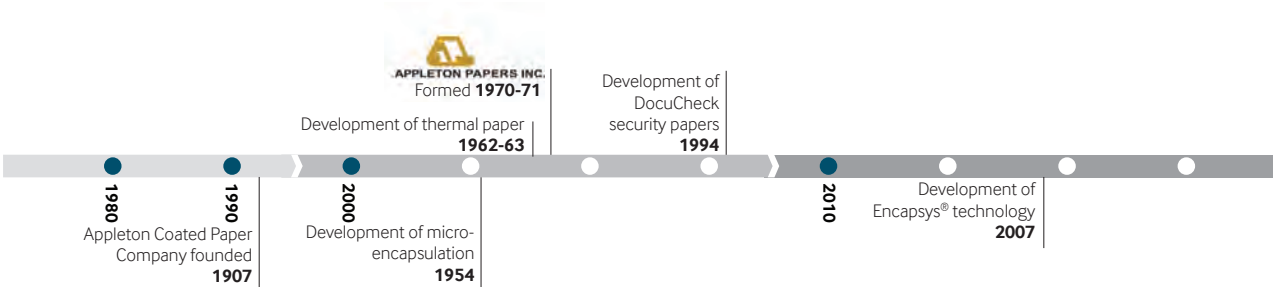 APPLETON PAPERS INC.
Formed 1970-71
Development of thermal paper
1962-63
Development of
DocuCheck
security papers
1994
1980
1990
2000
2010
Appleton Coated Paper
Company founded
1907
Development of micro-
encapsulation
1954
Development of
Encapsys® technology
2007